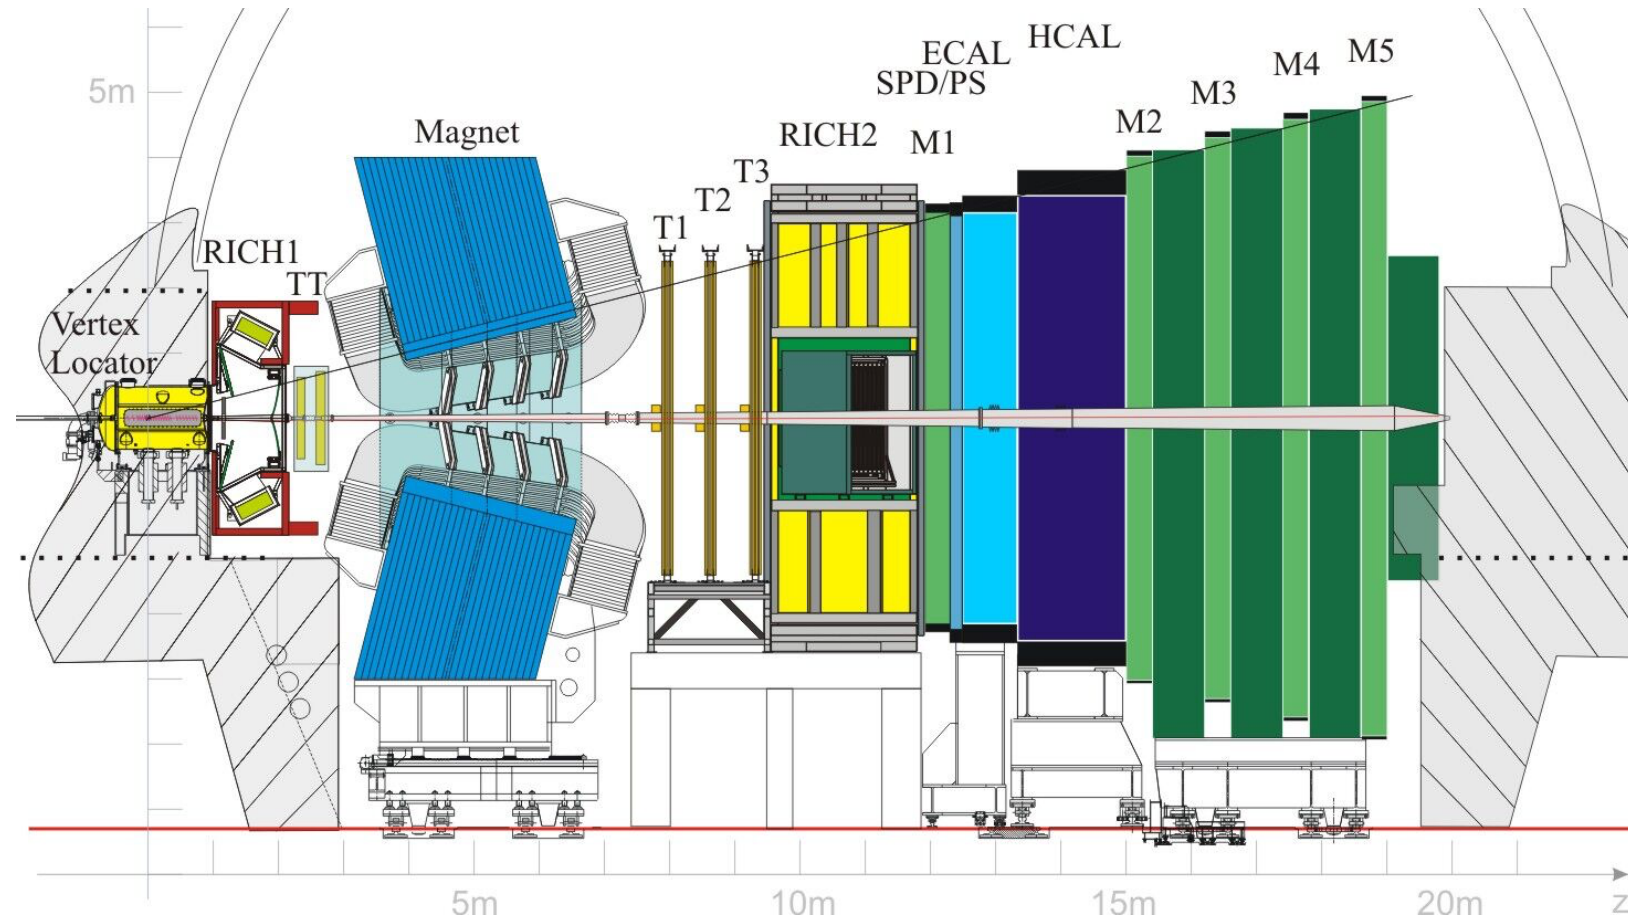 HCAL
ECAL
SPD/PS
M5
M4
M3
M2
M1
5m
Magnet
RICH2
T3
T2
T1
RICH1
TT
Vertex
Locator
5m
10m
15m
20m
z